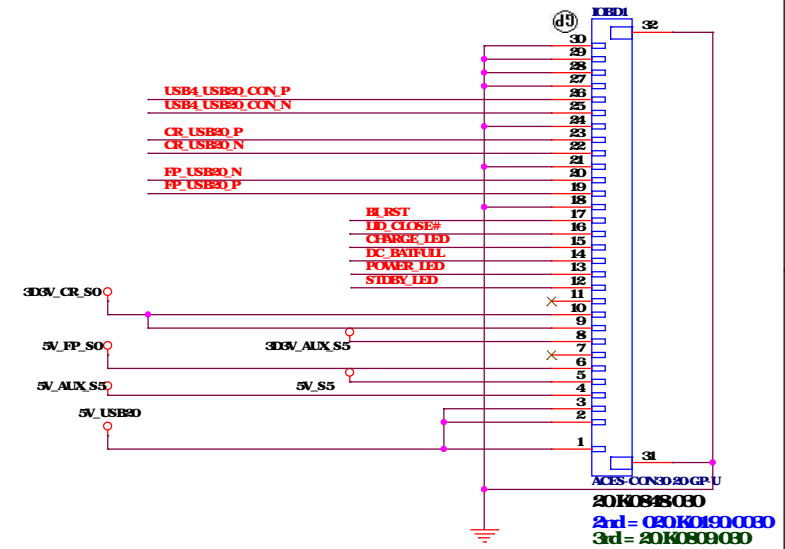 GP
IOBD1
32
30
29
28
27
USB4_USB20_CON_P
26
USB4_USB20_CON_N
25
24
CR_USB20_P
23
CR_USB20_N
22
21
FP_USB20_N
20
FP_USB20_P
19
18
BI_RST
17
LID_CLOSE#
16
CHARGE_LED
15
DC_BATFULL
14
POWER_LED
13
STDBY_LED
12
3D3V_CR_S0
11
10
9
8
5V_FP_S0
3D3V_AUX_S5
7
6
5
5V_AUX_S5
5V_S5
4
3
5V_USB20
2
1
31
ACES-CON30-20-GP-U
20.K0848.030
2nd = 020.K0190.0030
3rd = 20.K0809.030